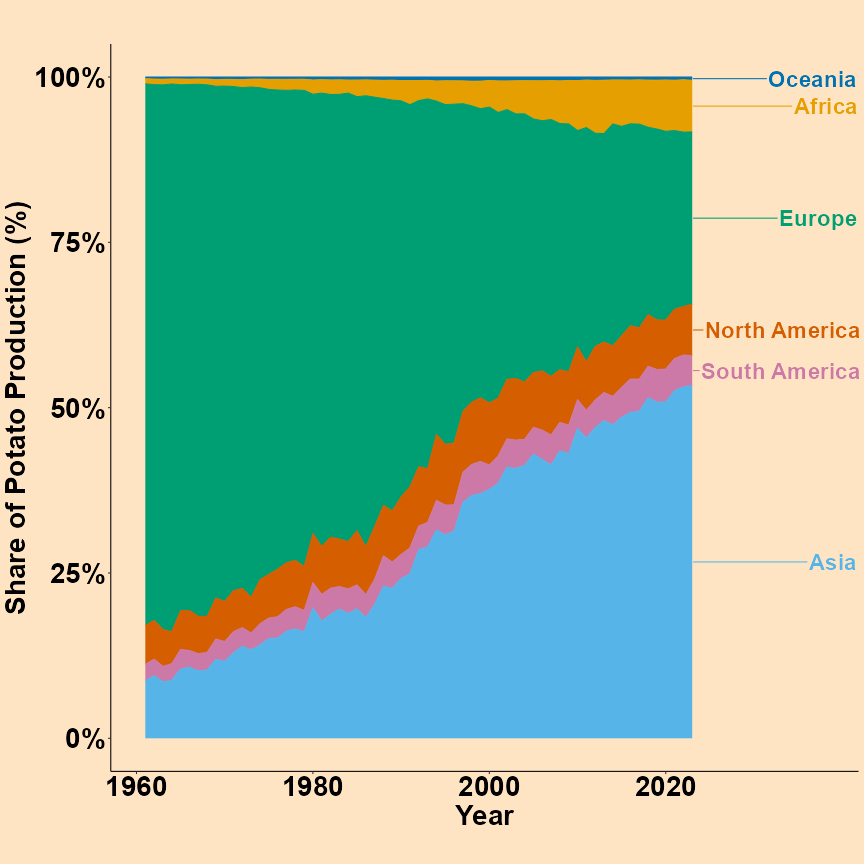 100%
75%
50%
25%
0%
Share of Potato Production (%)
1960
1980
2000
2020
Year
Oceania
Africa
Europe
North America
South America
Asia